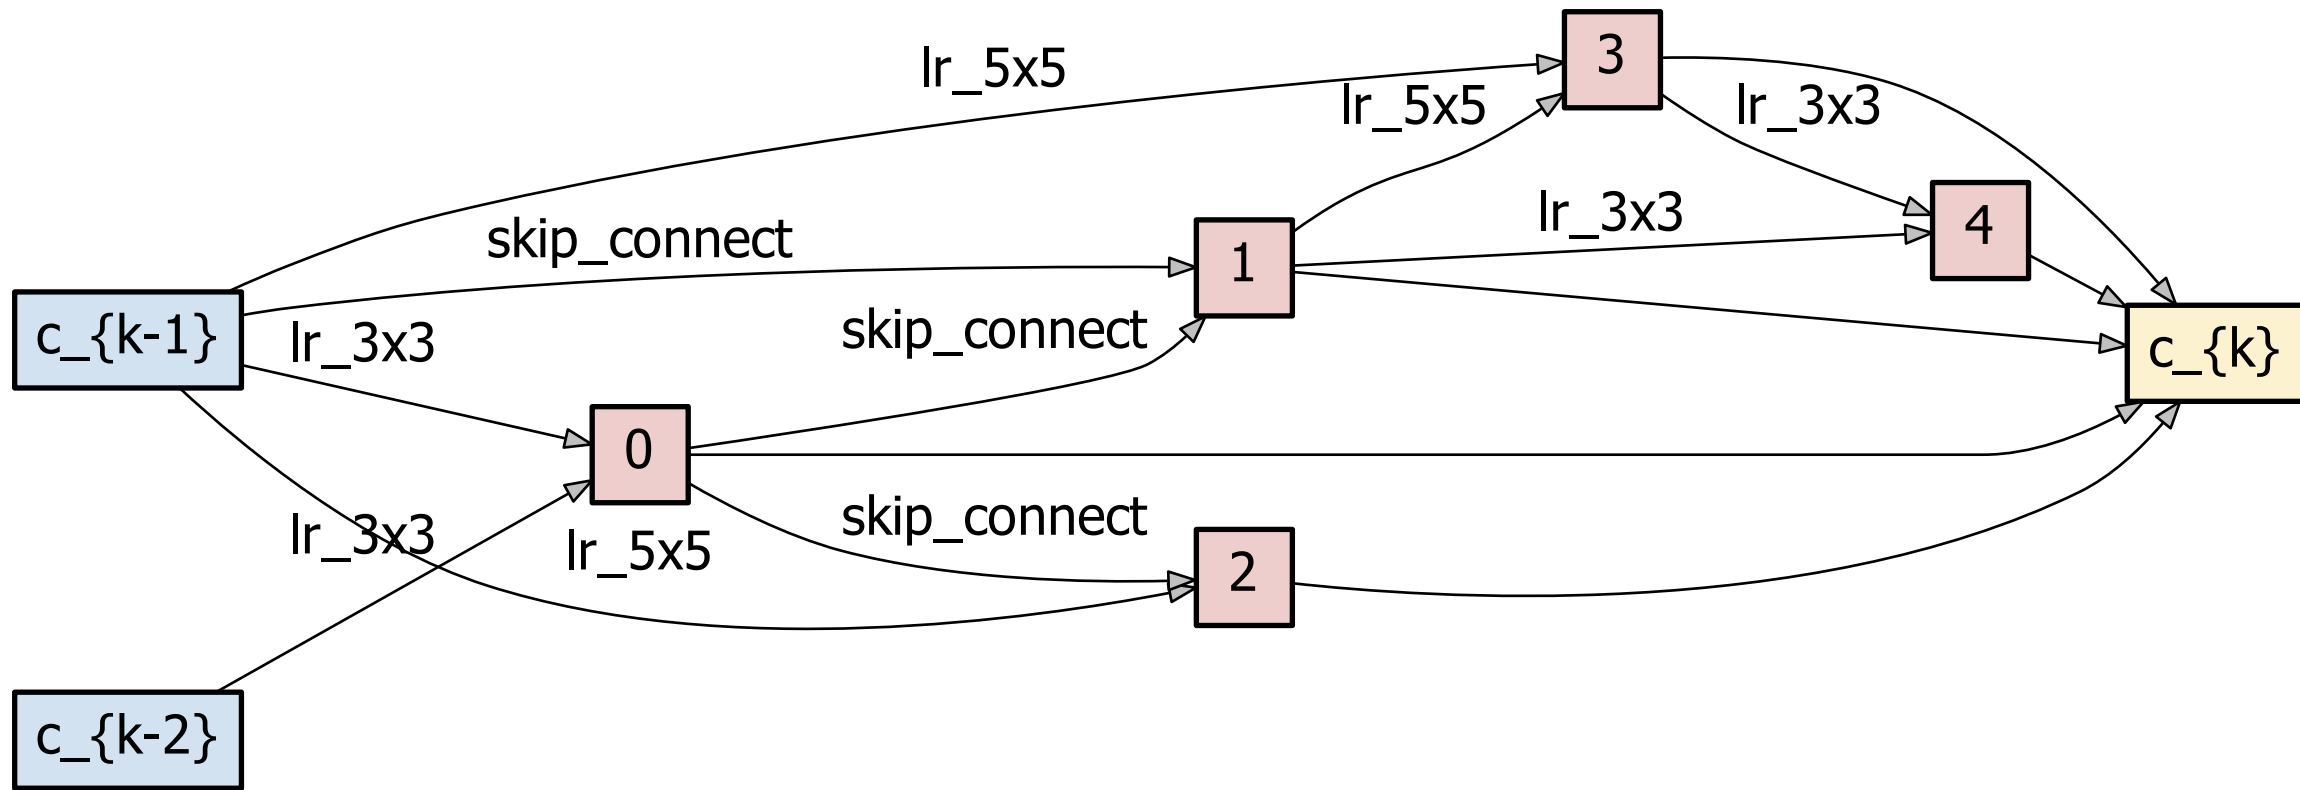 3
lr_5x5
lr_5x5
lr_3x3
lr_3x3
4
skip_connect
1
c_{k-1}
lr_3x3
skip_connect
c_{k}
0
skip_connect
lr_3x3
lr_5x5
2
c_{k-2}